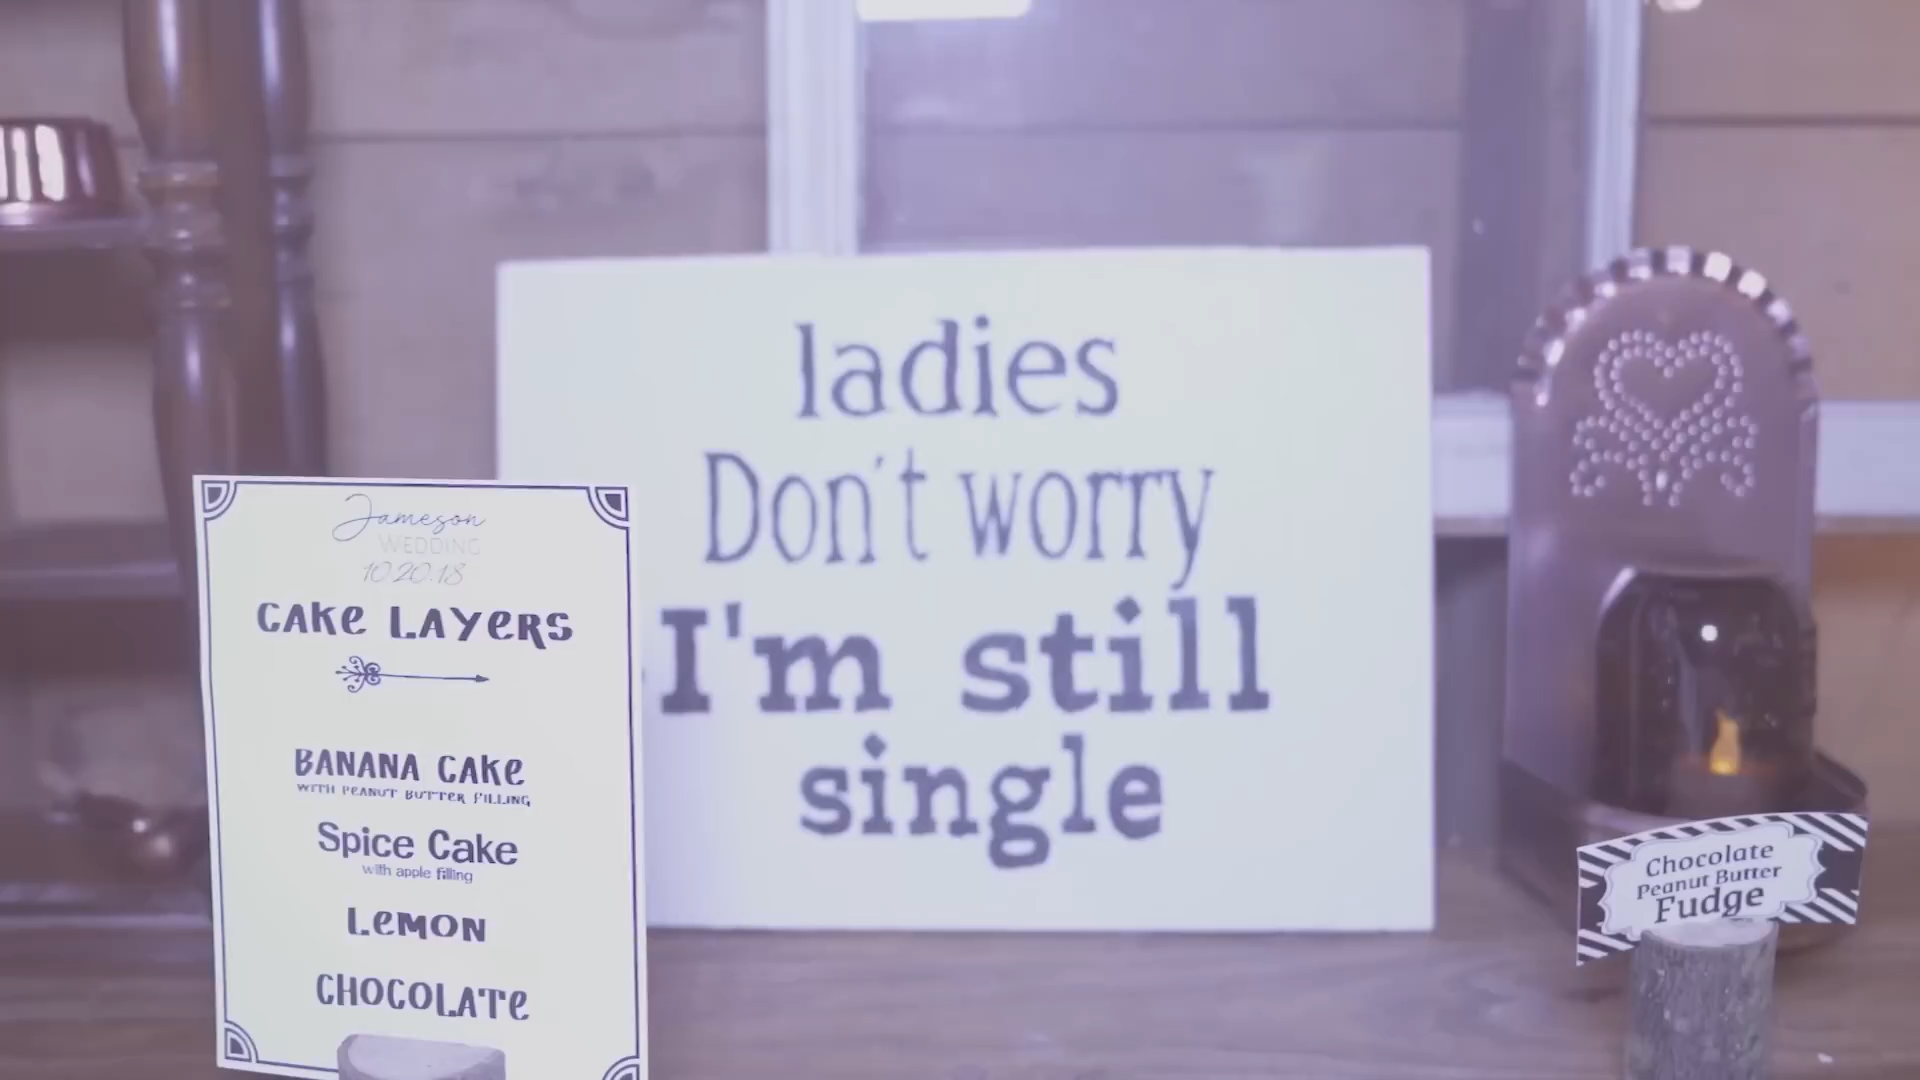 ladies
Don't worry
I'm still
single
Jameson
WEDDING
10.20.18
CAKE LAYERS
BANANA CAKE
WITH PEANUT BUTTER FILLING
Spice Cake
with apple filling
LEMON
CHOCOLATE
Chocolate
Peanut Butter
Fudge